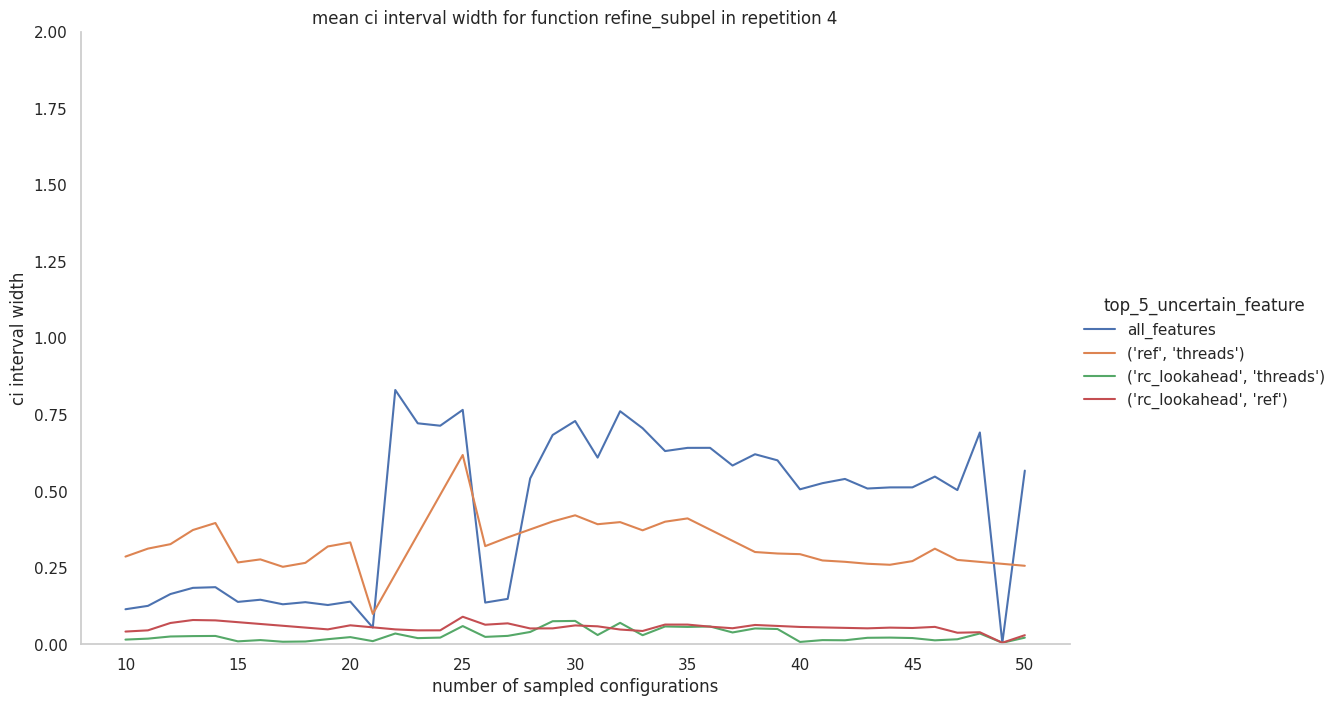 mean ci interval width for function refine_subpel in repetition 4
2.00
1.75
1.50
1.25
1.00
0.75
0.50
0.25
0.00
ci interval width
10 15 20 25 30 35 40 45 50
number of sampled configurations
top_5_uncertain_feature
all_features
('ref', 'threads')
('rc_lookahead', 'threads')
('rc_lookahead', 'ref')